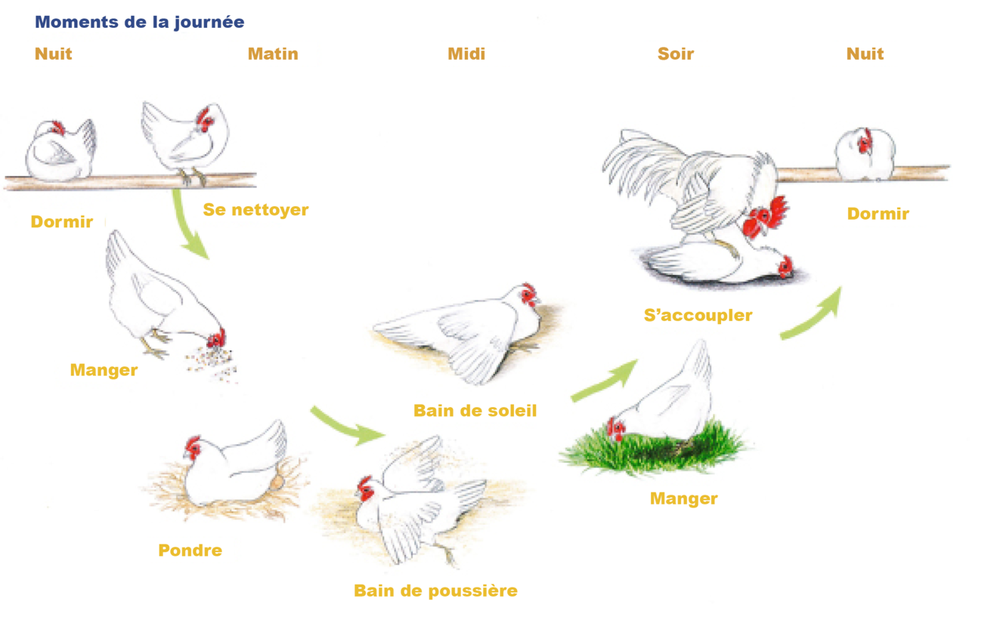 Moments de la journée
Nuit Matin Midi Soir Nuit
Dormir
Se nettoyer
Dormir
Manger
S’accoupler
Bain de soleil
Manger
Pondre
Bain de poussière